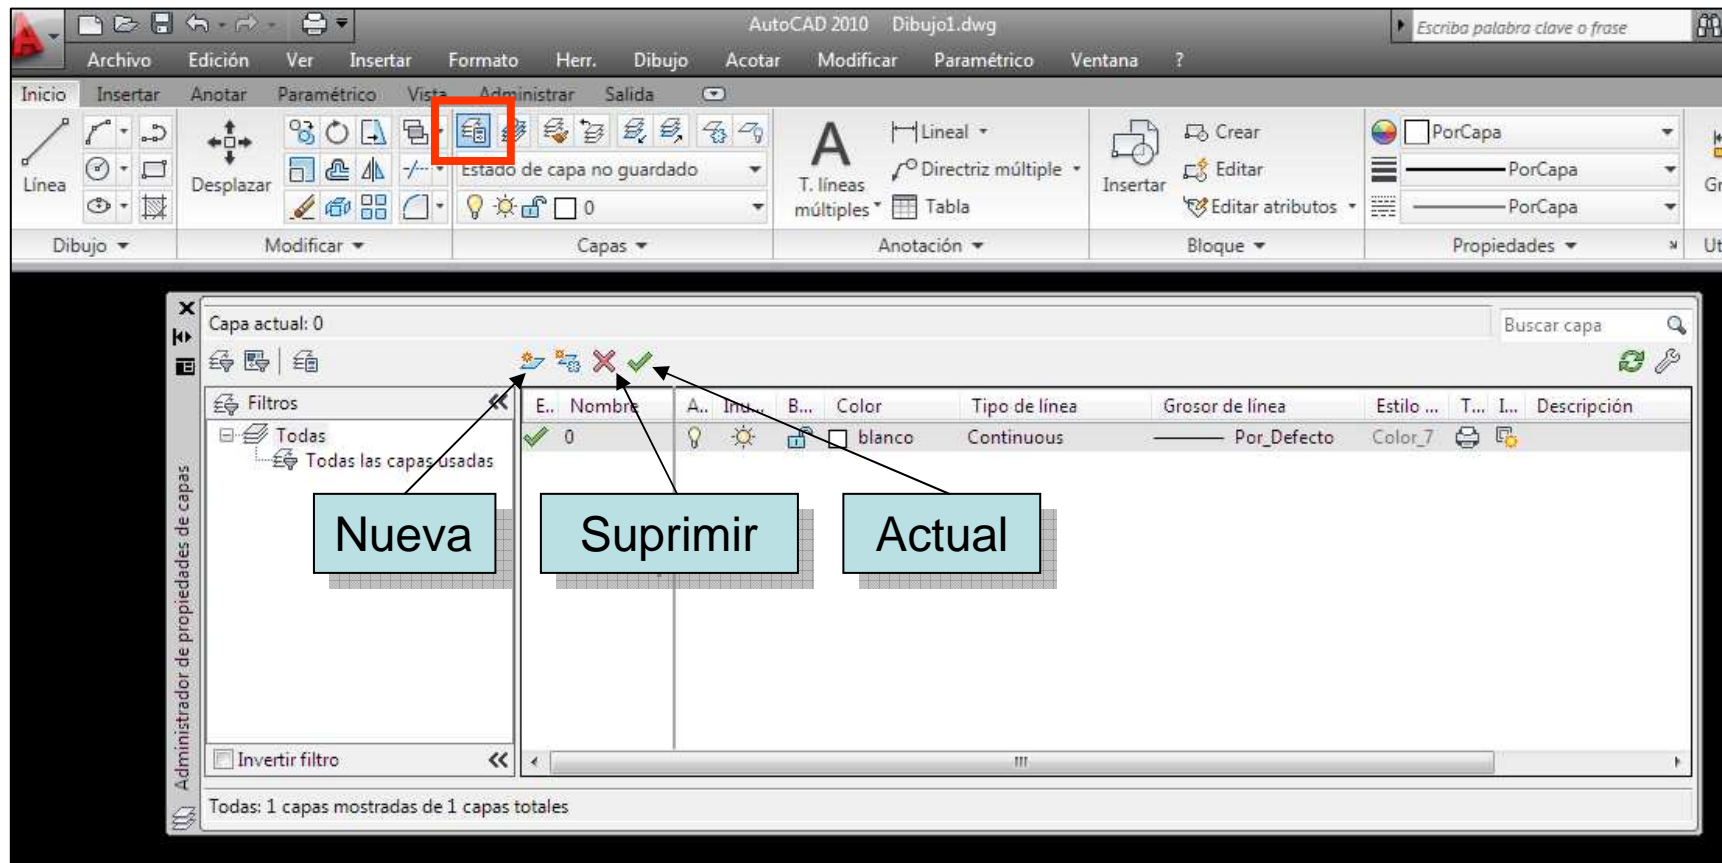 AutoCAD 2010 Dibujo1.dwg
Escriba palabra clave o frase
Archivo Edición Ver Insertar Formato Herr. Dibujo Acotar Modificar Paramétrico Ventana ?
Inicio Insertar Anotar Paramétrico Vista Administrar Salida
Línea
Desplazar
Estado de capa no guardado
0
A
T. líneas
múltiples
Lineal
Directriz múltiple
Tabla
Insertar
Crear
Editar
Editar atributos
PorCapa
PorCapa
PorCapa
Gr
Dibujo Modificar Capas Anotación Bloque Propiedades Ut
Capa actual: 0
Buscar capa
Filtros
Todas
Todas las capas usadas
E.. Nombre A.. Inu... B... Color Tipo de línea Grosor de línea Estilo ... T... I... Descripción
0 blanco Continuous Por_Defecto Color_7
Nueva
Suprimir
Actual
Invertir filtro
Todas: 1 capas mostradas de 1 capas totales
Administrador de propiedades de capas